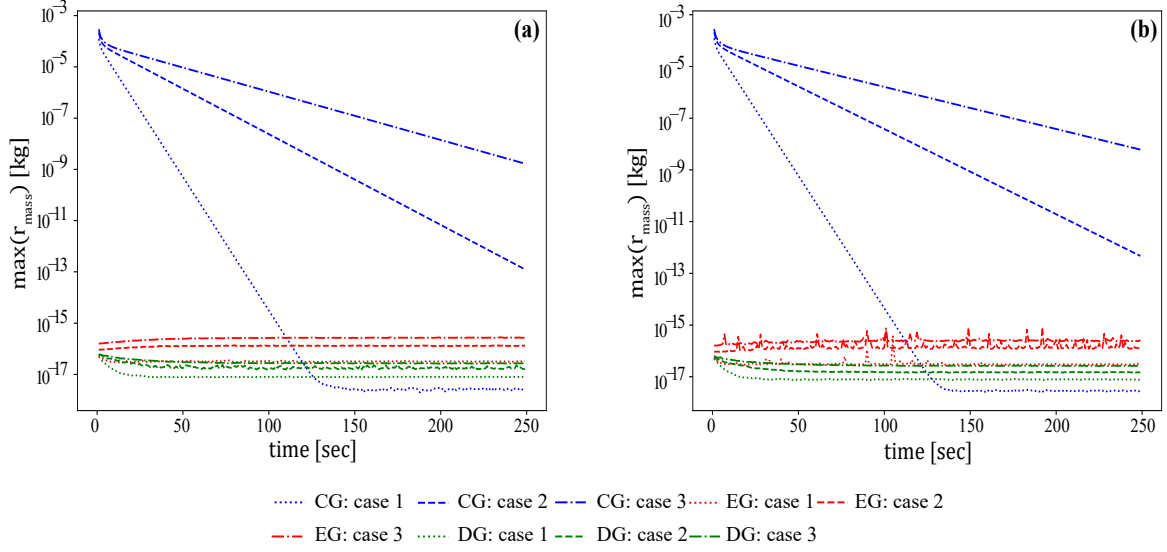 (a)
max(r_mass) [kg]
10^-3
10^-5
10^-7
10^-9
10^-11
10^-13
10^-15
10^-17
0 50 100 150 200 250
time [sec]
(b)
max(r_mass) [kg]
10^-3
10^-5
10^-7
10^-9
10^-11
10^-13
10^-15
10^-17
0 50 100 150 200 250
time [sec]
CG: case 1 CG: case 2 CG: case 3 EG: case 1 EG: case 2
EG: case 3 DG: case 1 DG: case 2 DG: case 3